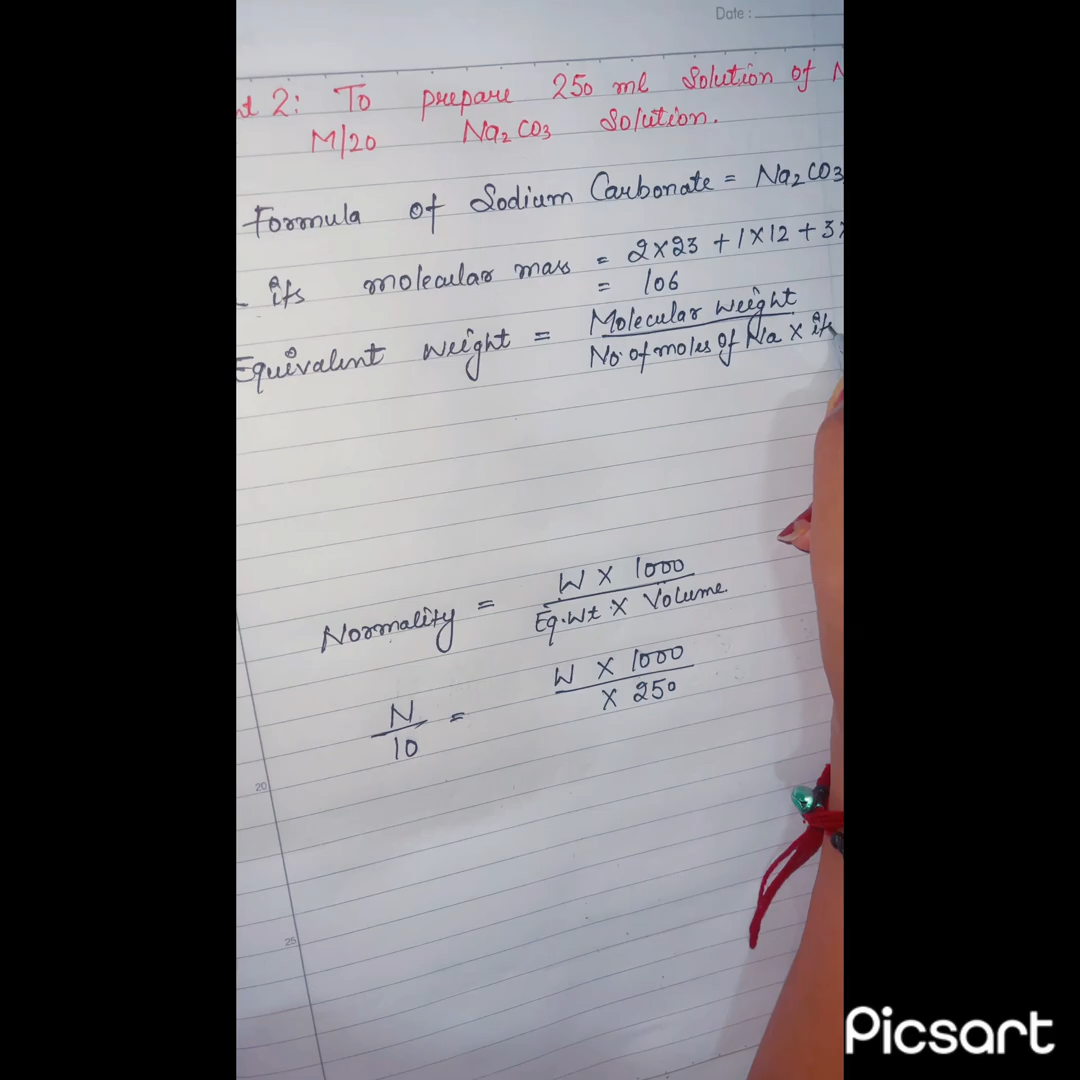 Date :
nt 2: To prepare 250 ml Solution of N
M/20 Na2CO3 Solution.
Formula of Sodium Carbonate = Na2CO3
its molecular mass = 2×23 + 1×12 + 3×
= 106
Equivalent Weight = Molecular weight
No. of moles of Na × its
Normality = W × 1000
Eq.Wt × Volume.
N = W × 1000
10 × 250
20
25
Picsart